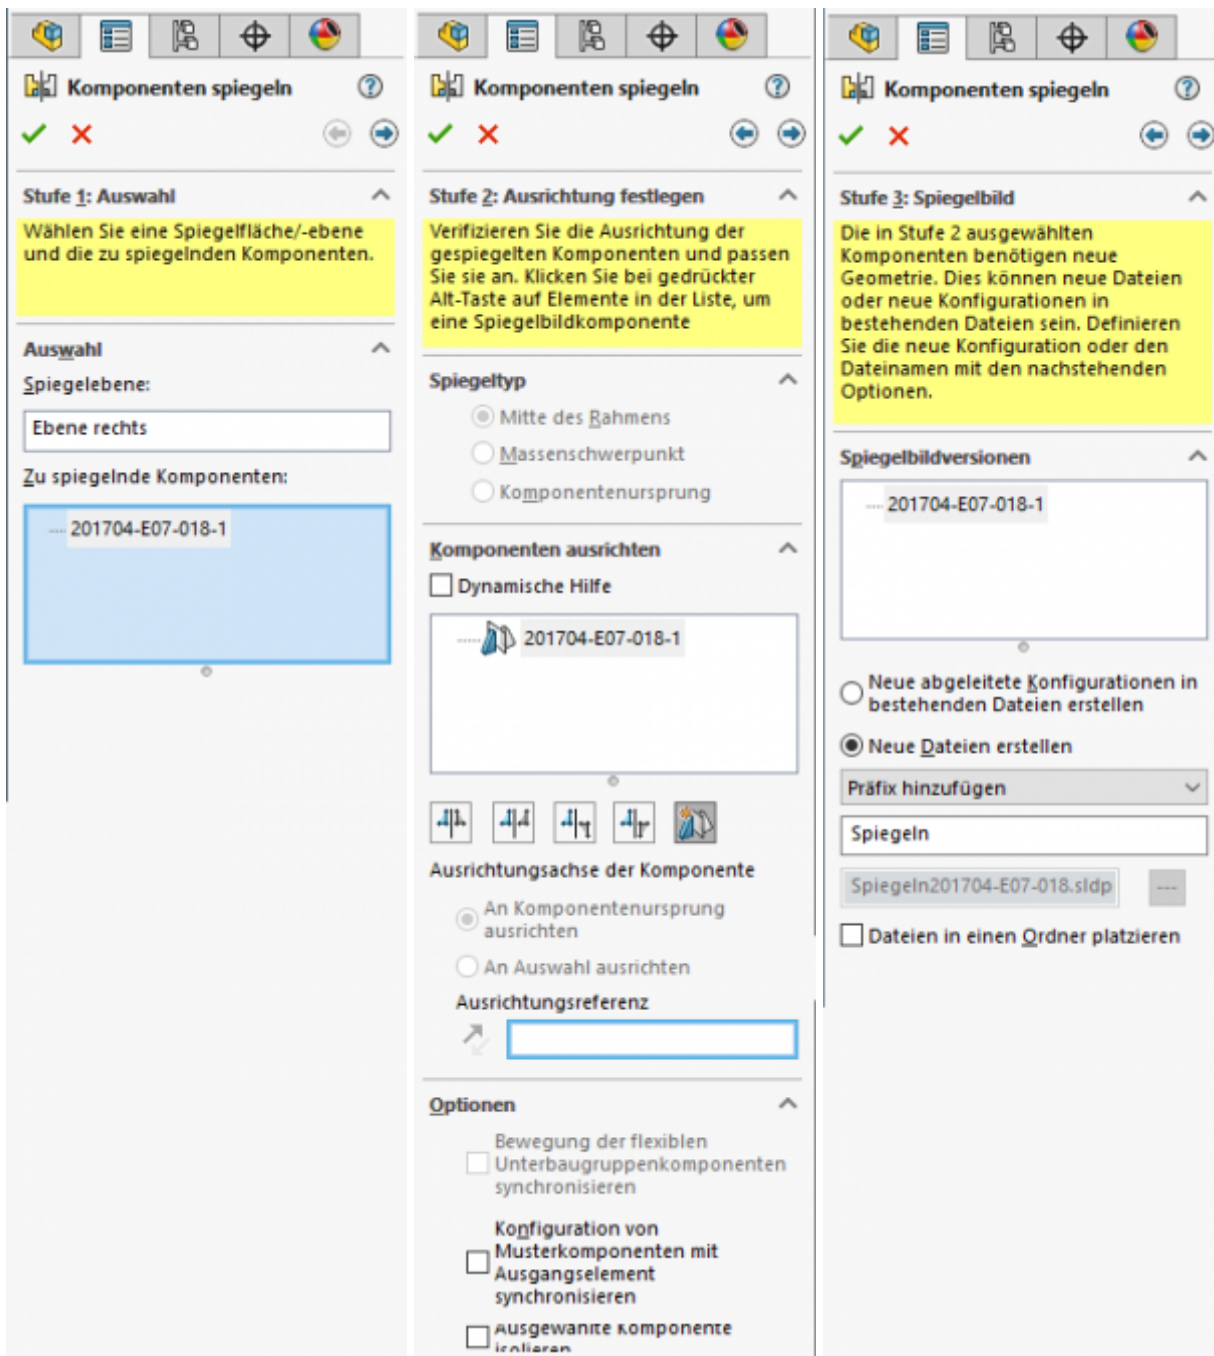 Komponenten spiegeln
Stufe 1: Auswahl
Wählen Sie eine Spiegelfläche/-ebene
und die zu spiegelnden Komponenten.
Auswahl
Spiegelebene:
Ebene rechts
Zu spiegelnde Komponenten:
201704-E07-018-1
Komponenten spiegeln
Stufe 2: Ausrichtung festlegen
Verifizieren Sie die Ausrichtung der
gespiegelten Komponenten und passen
Sie sie an. Klicken Sie bei gedrückter
Alt-Taste auf Elemente in der Liste, um
eine Spiegelbildkomponente
Spiegeltyp
Mitte des Rahmens
Massenschwerpunkt
Komponentenursprung
Komponenten ausrichten
Dynamische Hilfe
201704-E07-018-1
Ausrichtungsachse der Komponente
An Komponentenursprung
ausrichten
An Auswahl ausrichten
Ausrichtungsreferenz
Optionen
Bewegung der flexiblen
Unterbaugruppenkomponenten
synchronisieren
Konfiguration von
Musterkomponenten mit
Ausgangselement
synchronisieren
Ausgewählte Komponente
isolieren
Komponenten spiegeln
Stufe 3: Spiegelbild
Die in Stufe 2 ausgewählten
Komponenten benötigen neue
Geometrie. Dies können neue Dateien
oder neue Konfigurationen in
bestehenden Dateien sein. Definieren
Sie die neue Konfiguration oder den
Dateinamen mit den nachstehenden
Optionen.
Spiegelbildversionen
201704-E07-018-1
Neue abgeleitete Konfigurationen in
bestehenden Dateien erstellen
Neue Dateien erstellen
Präfix hinzufügen
Spiegeln
Spiegeln201704-E07-018.sldp
...
Dateien in einen Ordner platzieren